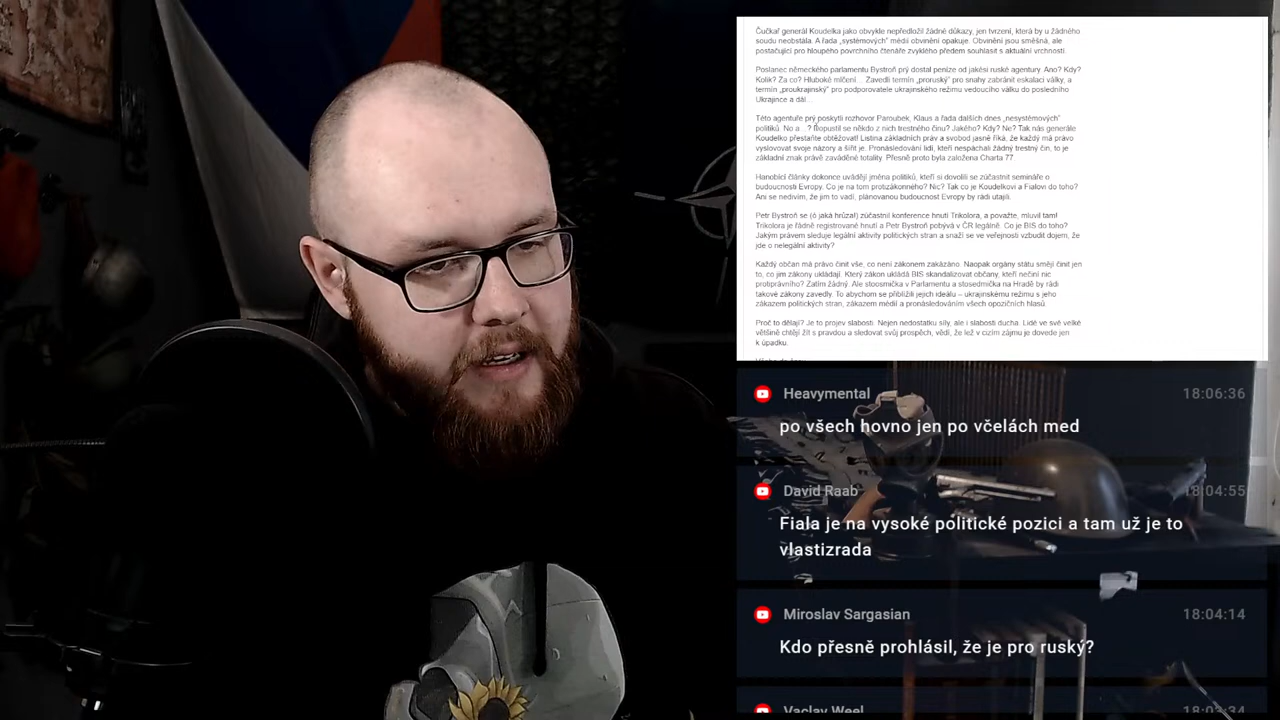 Čučkař generál Koudelka jako obvykle nepředložil žádné důkazy, jen tvrzení, která by u žádného
soudu neobstála. A řada „systémových" médií obvinění opakuje. Obvinění jsou směšná, ale
postačující pro hloupého povrchního čtenáře zvyklého předem souhlasit s aktuální vrchností.
Poslanec německého parlamentu Bystroň prý dostal peníze od jakési ruské agentury. Ano? Kdy?
Kolik? Za co? Hluboké mlčení... Zavedli termín „proruský" pro snahy zabránit eskalaci války, a
termín „proukrajinský" pro podporovatele ukrajinského režimu vedoucího válku do posledního
Ukrajince a dál...
Této agentuře prý poskytli rozhovor Paroubek, Klaus a řada dalších dnes „nesystémových"
politiků. No a ...? Dopustil se někdo z nich trestného činu? Jakého? Kdy? Ne? Tak nás generále
Koudelko přestaňte obtěžovat! Listina základních práv a svobod jasně říká, že každý má právo
vyslovovat svoje názory a šířit je. Pronásledování lidí, kteří nespáchali žádný trestný čin, to je
základní znak právě zaváděné totality. Přesně proto byla založena Charta 77
Hanobící články dokonce uvádějí jména politiků, kteří si dovolili se zúčastnit semináře o
budoucnosti Evropy. Co je na tom protizákonného? Nic? Tak co je Koudelkovi a Fialovi do toho?
Ani se nedivím, že jim to vadí, plánovanou budoucnost Evropy by rádi utajili.
Petr Bystroň se (ó jaká hrůza!) zúčastnil konference hnutí Trikolora, a považte, mluvil tam!
Trikolora je řádně registrované hnutí a Petr Bystroň pobývá v ČR legálně. Co je BIS do toho?
Jakým právem sleduje legální aktivity politických stran a snaží se ve veřejnosti vzbudit dojem, že
jde o nelegální aktivity?
Každý občan má právo činit vše, co není zákonem zakázáno. Naopak orgány státu smějí činit jen
to, co jim zákony ukládají. Který zákon ukládá BIS skandalizovat občany, kteří nečiní nic
protiprávního? Zatím žádný. Ale stoosmička v Parlamentu a stosedmička na Hradě by rádi
takové zákony zavedly. To abychom se přiblížili jejich ideálu – ukrajinskému režimu s jeho
zákazem politických stran, zákazem médií a pronásledováním všech opozičních hlasů.
Proč to dělají? Je to projev slabosti. Nejen nedostatku síly, ale i slabosti ducha. Lidé ve své velké
většině chtějí žít s pravdou a sledovat svůj prospěch, vědí, že lež v cizím zájmu je dovede jen
k úpadku.
Heavymental 18:06:36
po všech hovno jen po včelách med
David Raab 18:04:55
Fiala je na vysoké politické pozici a tam už je to
vlastizrada
Miroslav Sargasian 18:04:14
Kdo přesně prohlásil, že je pro ruský?
Vaclav Weel